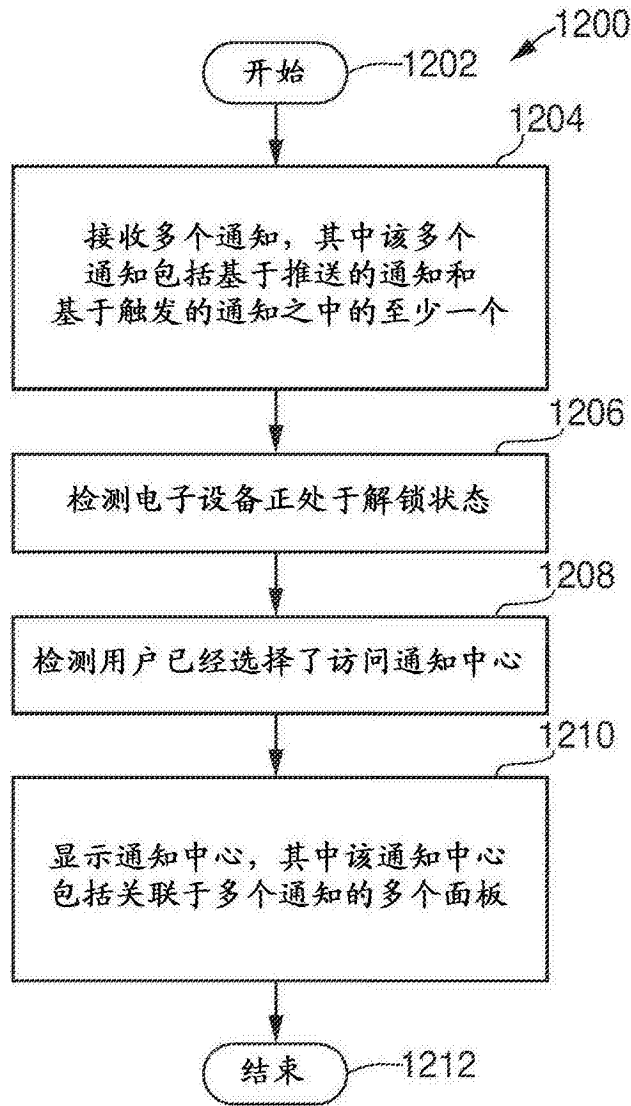 1200
开始
1202
1204
接收多个通知，其中该多个
通知包括基于推送的通知和
基于触发的通知之中的至少一个
1206
检测电子设备正处于解锁状态
1208
检测用户已经选择了访问通知中心
1210
显示通知中心，其中该通知中心
包括关联于多个通知的多个面板
结束
1212